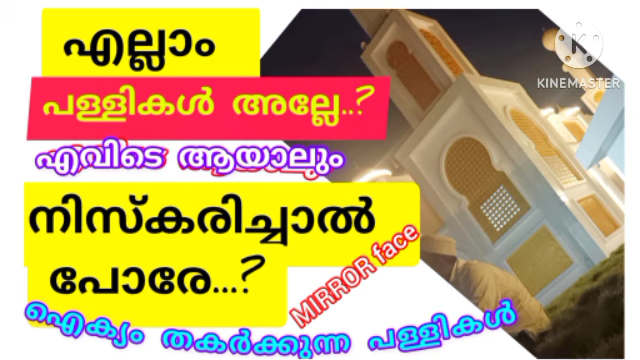 എല്ലാം
പള്ളികൾ അല്ലേ..?
എവിടെ ആയാലും
നിസ്കരിച്ചാൽ
പോരേ...?
MIRROR face
ഐക്യം തകർക്കുന്ന പള്ളികൾ
KINEMASTER